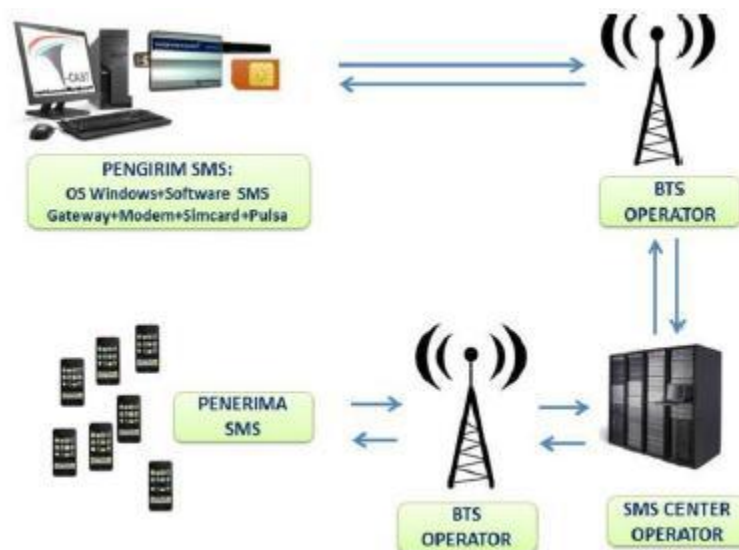 -CAST
PENGIRIM SMS:
OS Windows+Software SMS
Gateway+Modem+Simcard+Pulsa
BTS
OPERATOR
PENERIMA
SMS
BTS
OPERATOR
SMS CENTER
OPERATOR